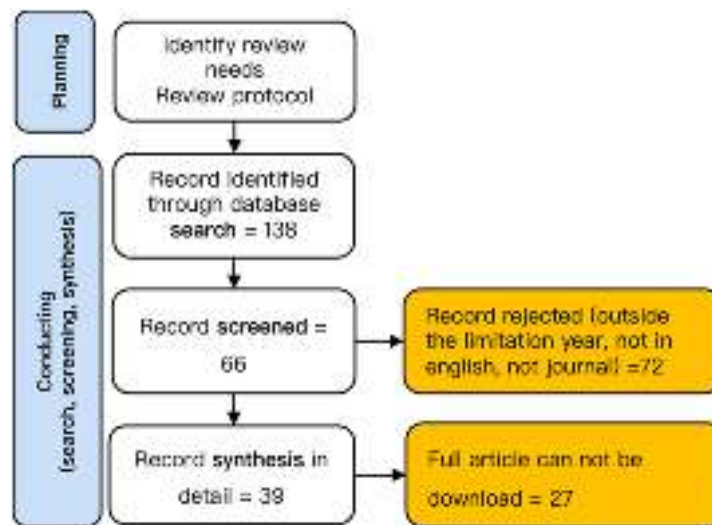 Planning
Identify review
needs
Review protocol
Conducting
(search, screening, synthesis)
Record identified
through database
search = 138
Record screened =
66
Record rejected (outside
the limitation year, not in
english, not journal) =72
Record synthesis in
detail = 39
Full article can not be
download = 27